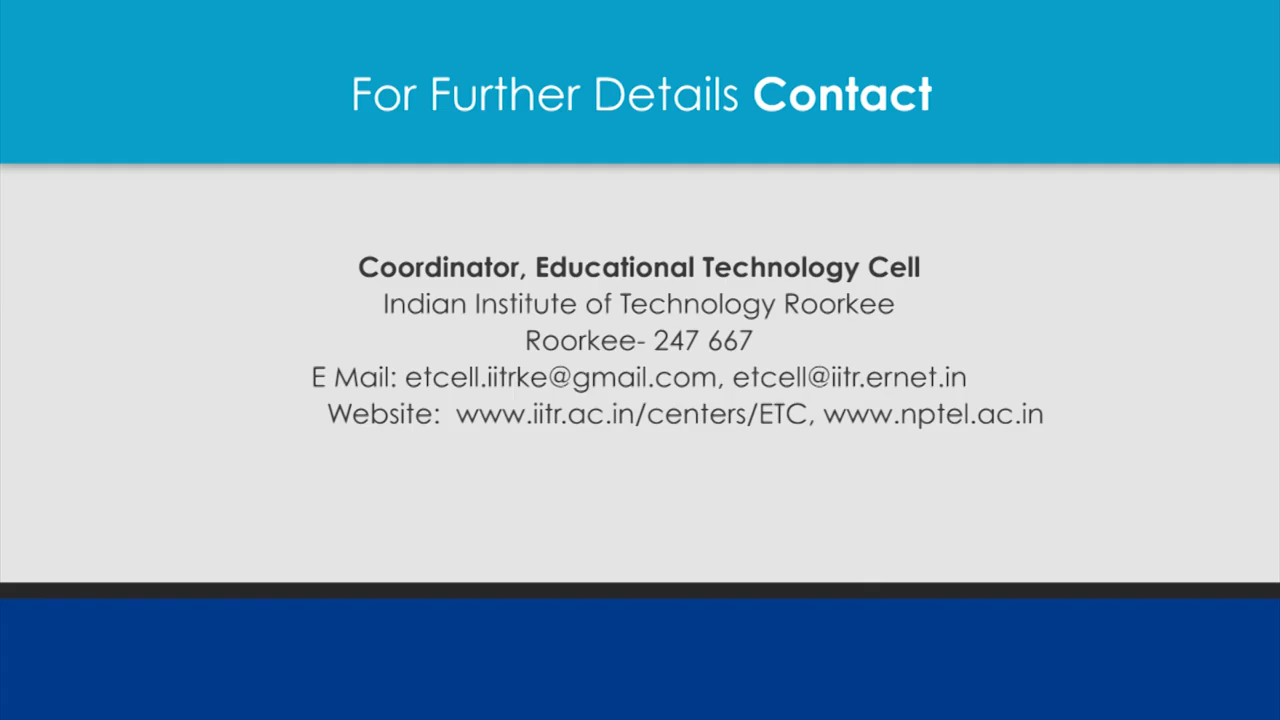 For Further Details Contact
Coordinator, Educational Technology Cell
Indian Institute of Technology Roorkee
Roorkee- 247 667
E Mail: etcell.iitrke@gmail.com, etcell@iitr.ernet.in
Website: www.iitr.ac.in/centers/ETC, www.nptel.ac.in